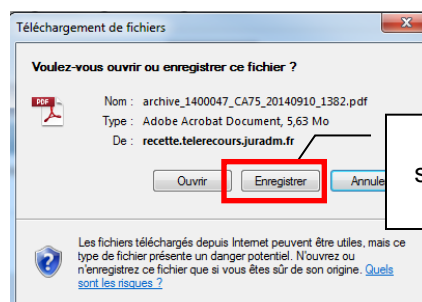 Téléchargement de fichiers
Voulez-vous ouvrir ou enregistrer ce fichier ?
PDF
Nom : archive_1400047_CA75_20140910_1382.pdf
Type : Adobe Acrobat Document, 5,63 Mo
De : recette.telerecours.juradm.fr
Ouvrir Enregistrer Annule
s
Les fichiers téléchargés depuis Internet peuvent être utiles, mais ce
type de fichier présente un danger potentiel. N'ouvrez ou
n'enregistrez ce fichier que si vous êtes sûr de son origine. Quels
sont les risques ?